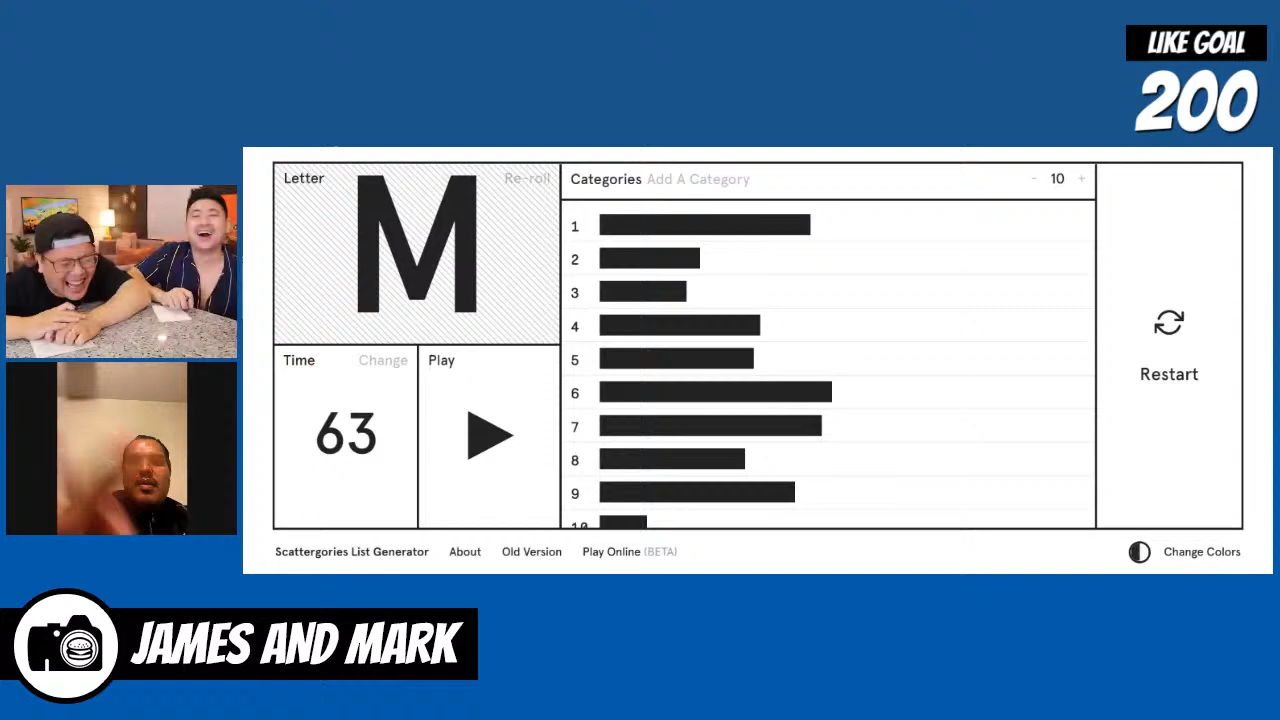 LIKE GOAL
200
Letter
Re-roll
M
Categories Add A Category
- 10 +
1
2
3
4
5
6
7
8
9
10
Time
Change
63
Play
Restart
Scattergories List Generator
About
Old Version
Play Online (BETA)
Change Colors
JAMES AND MARK